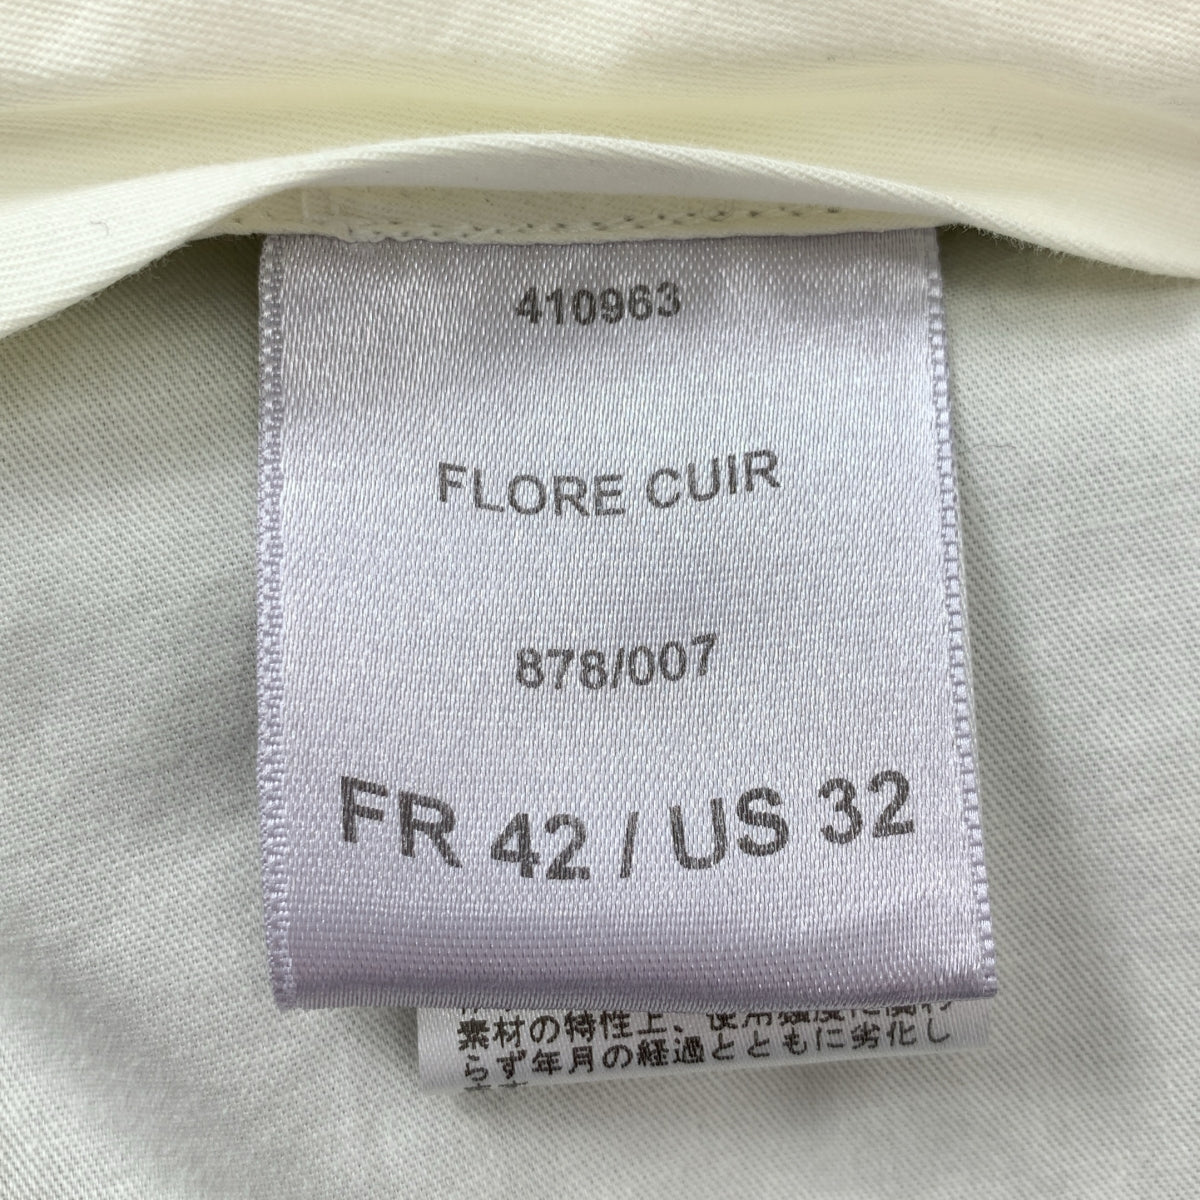 410963
FLORE CUIR
878/007
FR 42 / US 32
素材の特性上、使用強度に関わ
らず年月の経過とともに劣化し